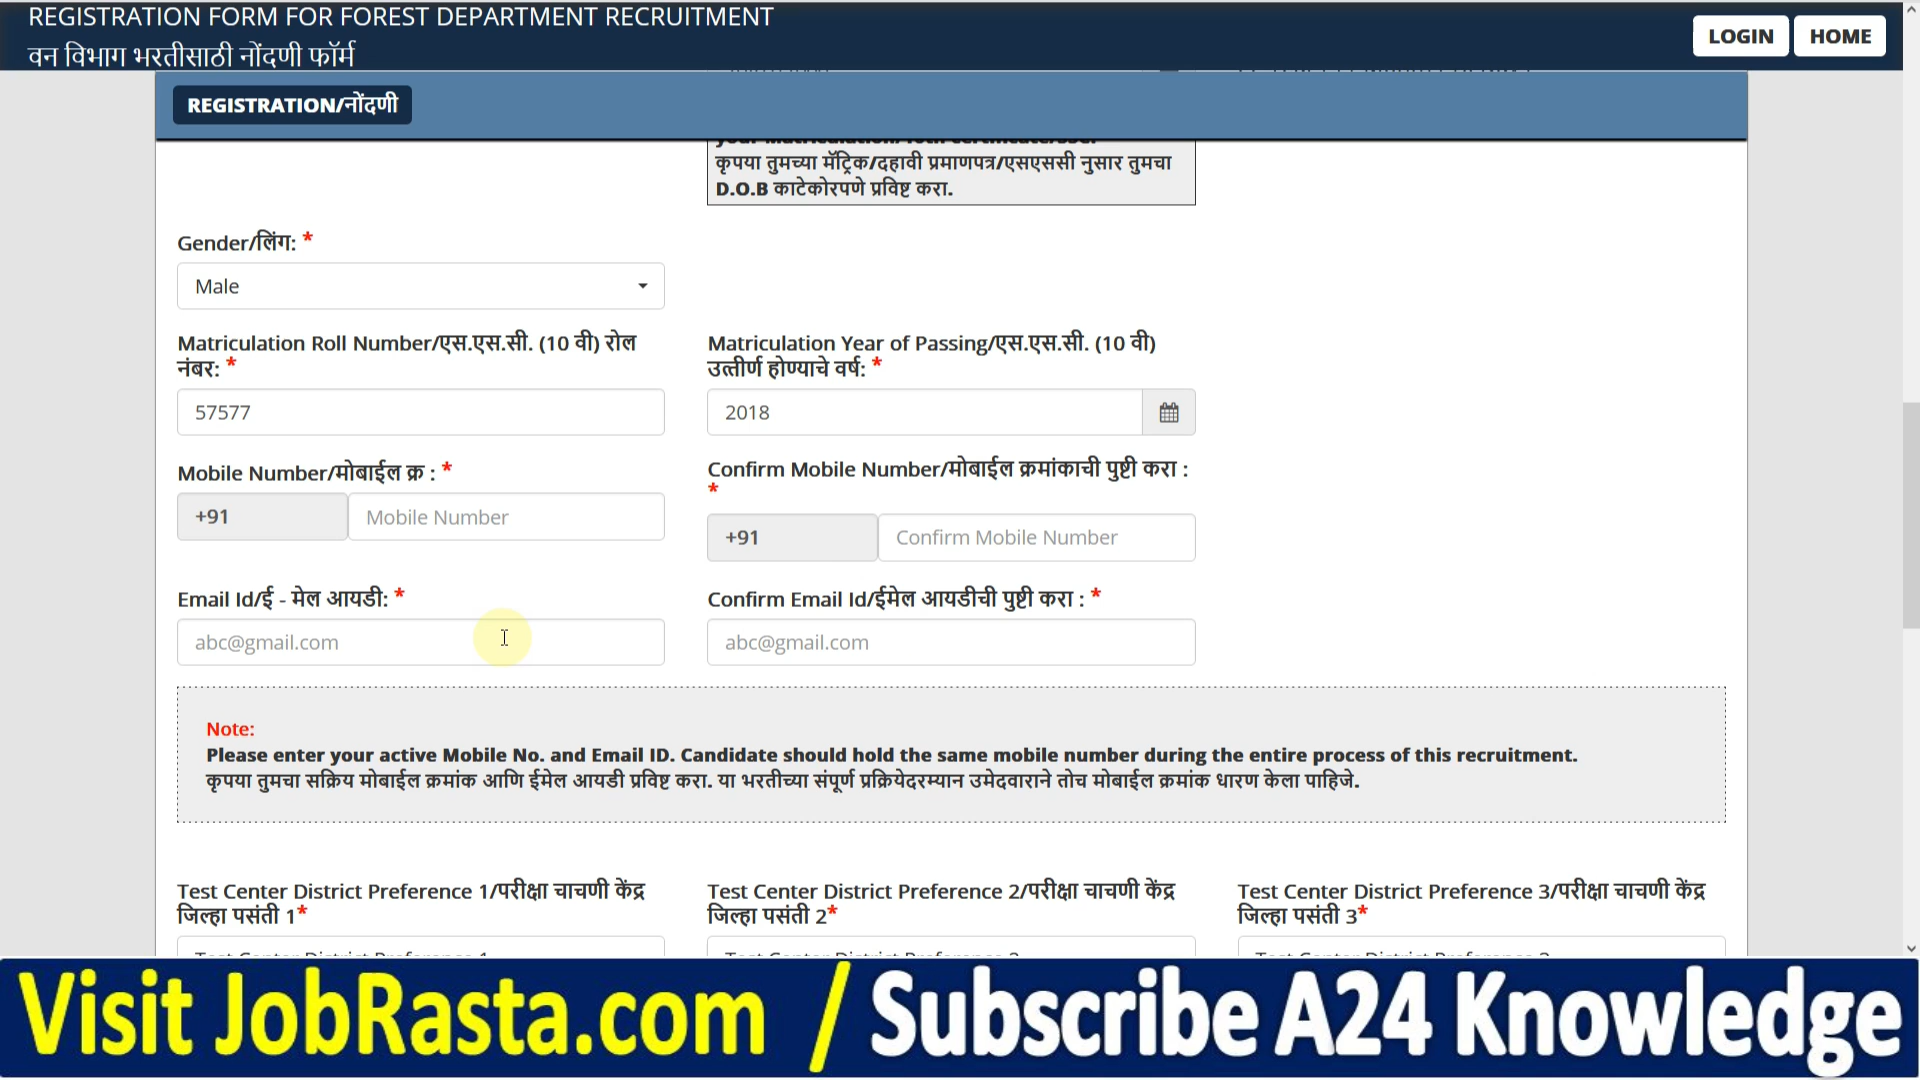 REGISTRATION FORM FOR FOREST DEPARTMENT RECRUITMENT
वन विभाग भरतीसाठी नोंदणी फॉर्म
LOGIN
HOME
REGISTRATION/नोंदणी
कृपया तुमच्या मॅट्रिक/दहावी प्रमाणपत्र/एसएससी नुसार तुमचा
D.O.B काटेकोरपणे प्रविष्ट करा.
Gender/लिंग: *
Male
Matriculation Roll Number/एस.एस.सी. (10 वी) रोल
नंबर: *
57577
Matriculation Year of Passing/एस.एस.सी. (10 वी)
उत्तीर्ण होण्याचे वर्ष: *
2018
Mobile Number/मोबाईल क्र : *
+91
Mobile Number
Confirm Mobile Number/मोबाईल क्रमांकाची पुष्टी करा :
*
+91
Confirm Mobile Number
Email Id/ई - मेल आयडी: *
abc@gmail.com
Confirm Email Id/ईमेल आयडीची पुष्टी करा : *
abc@gmail.com
Note:
Please enter your active Mobile No. and Email ID. Candidate should hold the same mobile number during the entire process of this recruitment.
कृपया तुमचा सक्रिय मोबाईल क्रमांक आणि ईमेल आयडी प्रविष्ट करा. या भरतीच्या संपूर्ण प्रक्रियेदरम्यान उमेदवाराने तोच मोबाईल क्रमांक धारण केला पाहिजे.
Test Center District Preference 1/परीक्षा चाचणी केंद्र
जिल्हा पसंती 1*
Test Center District Preference 2/परीक्षा चाचणी केंद्र
जिल्हा पसंती 2*
Test Center District Preference 3/परीक्षा चाचणी केंद्र
जिल्हा पसंती 3*
Visit JobRasta.com / Subscribe A24 Knowledge